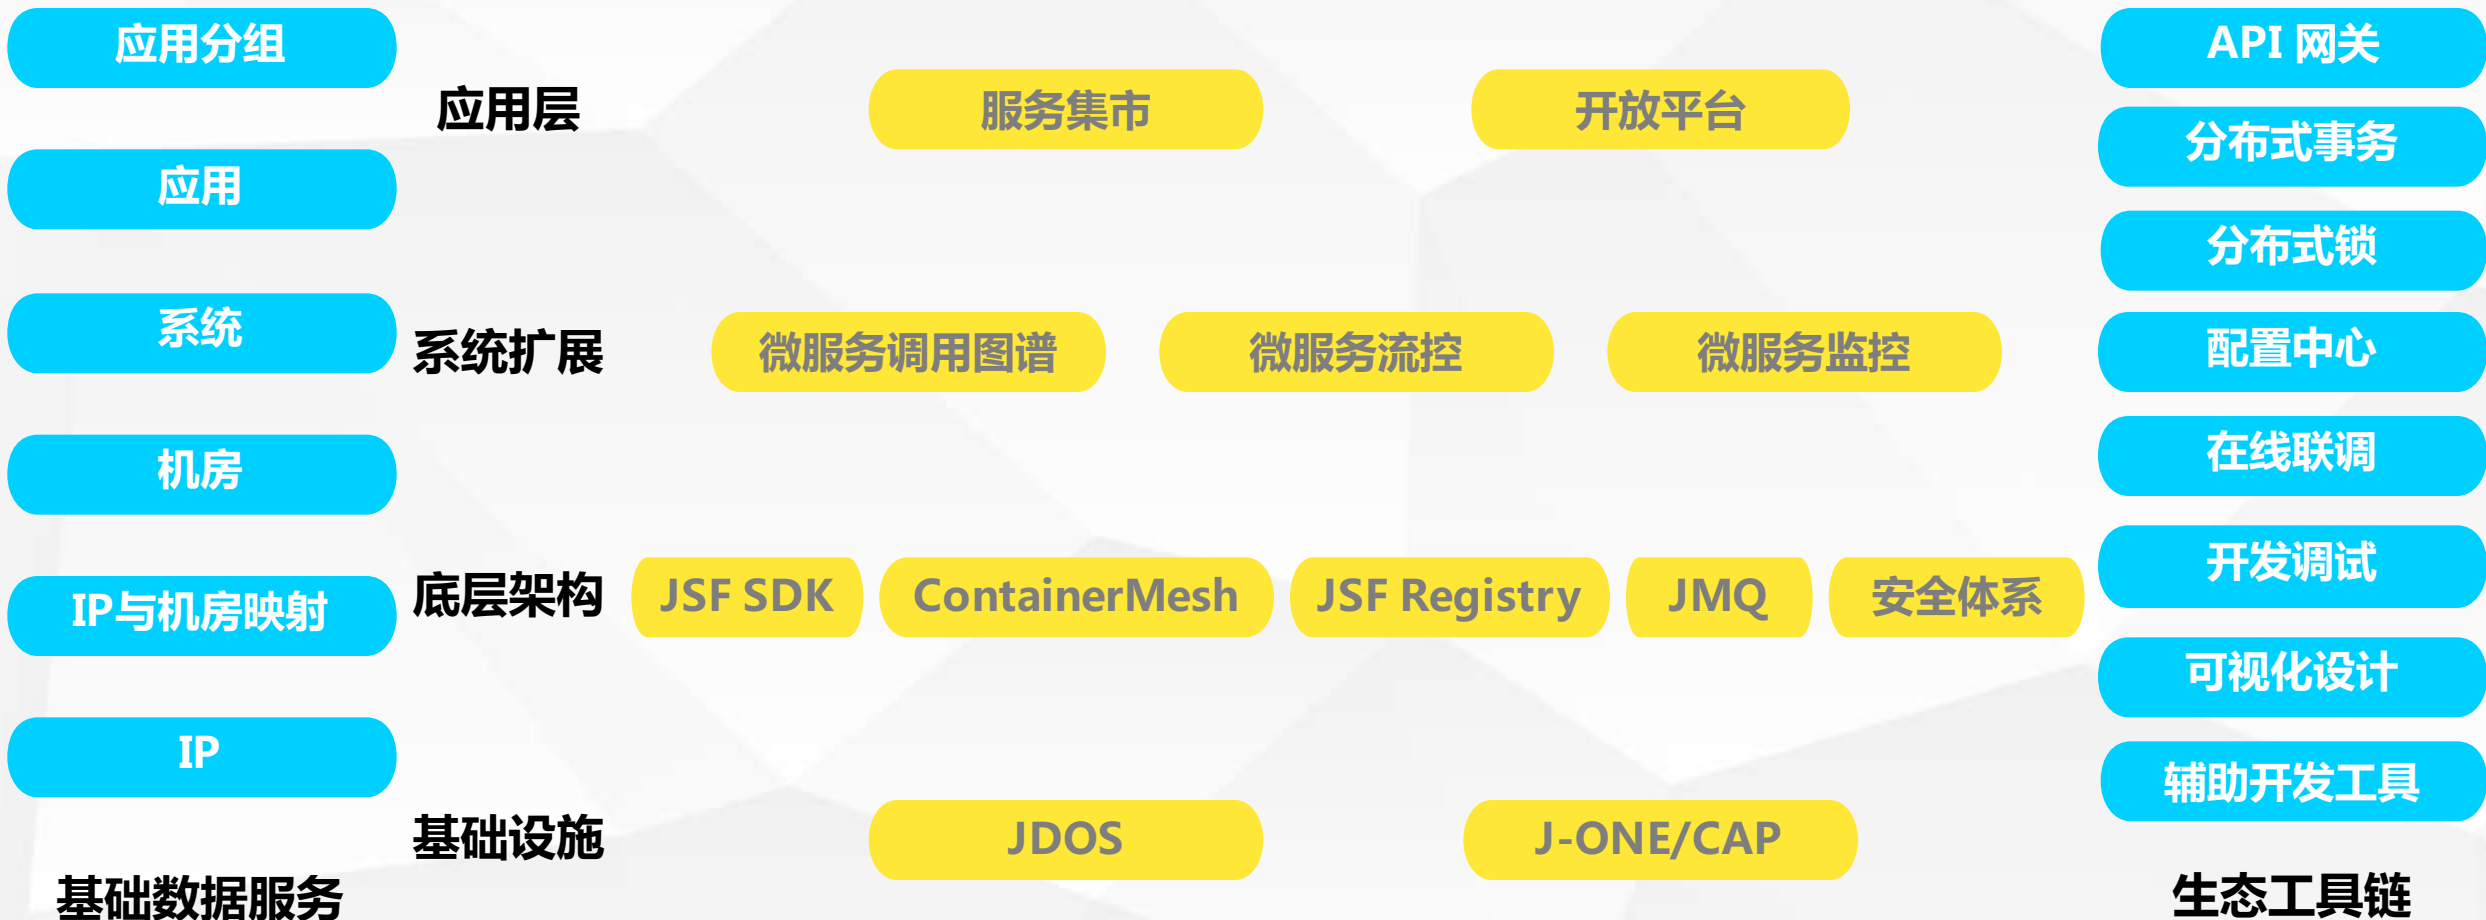 应用分组
应用
系统
机房
IP与机房映射
IP
基础数据服务
应用层
服务集市
开放平台
系统扩展
微服务调用图谱
微服务流控
微服务监控
底层架构
JSF SDK
ContainerMesh
JSF Registry
JMQ
安全体系
基础设施
JDOS
J-ONE/CAP
API 网关
分布式事务
分布式锁
配置中心
在线联调
开发调试
可视化设计
辅助开发工具
生态工具链